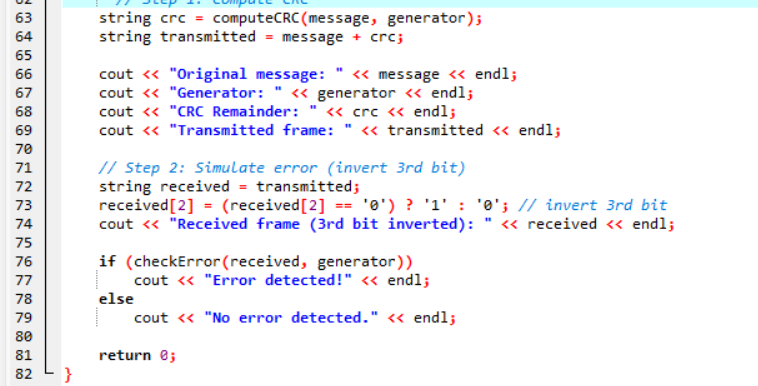 62 // Step 1: Compute CRC
63 string crc = computeCRC(message, generator);
64 string transmitted = message + crc;
65
66 cout << "Original message: " << message << endl;
67 cout << "Generator: " << generator << endl;
68 cout << "CRC Remainder: " << crc << endl;
69 cout << "Transmitted frame: " << transmitted << endl;
70
71 // Step 2: Simulate error (invert 3rd bit)
72 string received = transmitted;
73 received[2] = (received[2] == '0') ? '1' : '0'; // invert 3rd bit
74 cout << "Received frame (3rd bit inverted): " << received << endl;
75
76 if (checkError(received, generator))
77 cout << "Error detected!" << endl;
78 else
79 cout << "No error detected." << endl;
80
81 return 0;
82 }